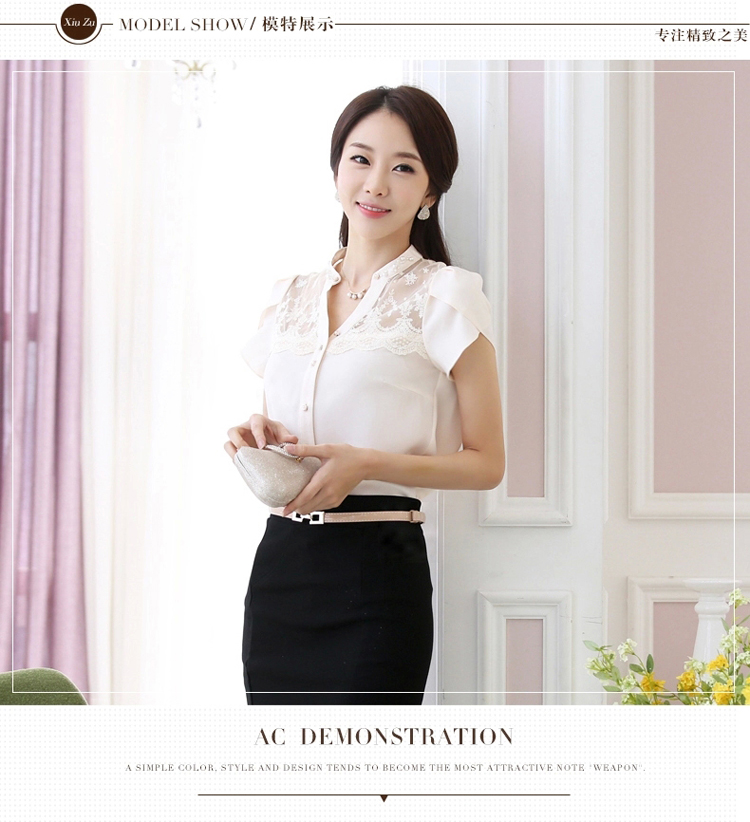 Xiu Zu
MODEL SHOW/ 模特展示
专注精致之美
AC DEMONSTRATION
A SIMPLE COLOR, STYLE AND DESIGN TENDS TO BECOME THE MOST ATTRACTIVE NOTE "WEAPON".